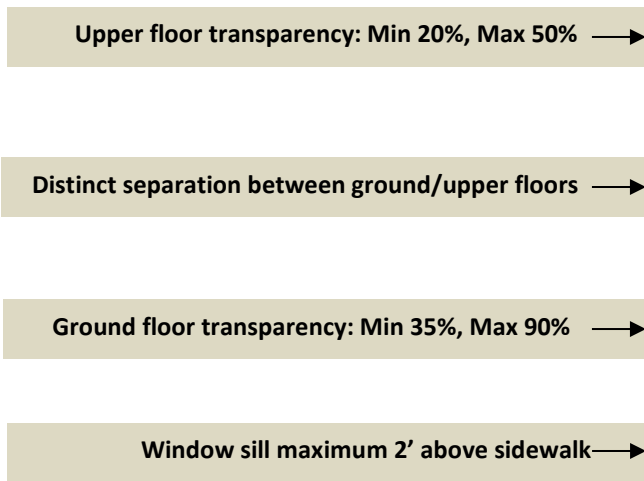 Upper floor transparency: Min 20%, Max 50%
Distinct separation between ground/upper floors
Ground floor transparency: Min 35%, Max 90%
Window sill maximum 2’ above sidewalk